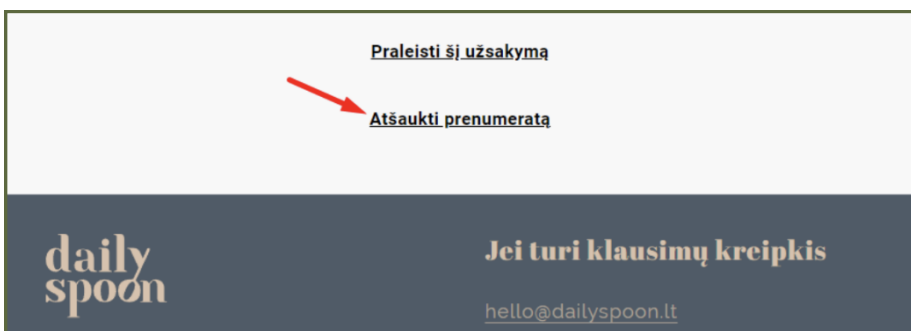 Praleisti šį užsakymą
Atšaukti prenumeratą
daily
spoon
Jei turi klausimų kreipkis
hello@dailyspoon.lt